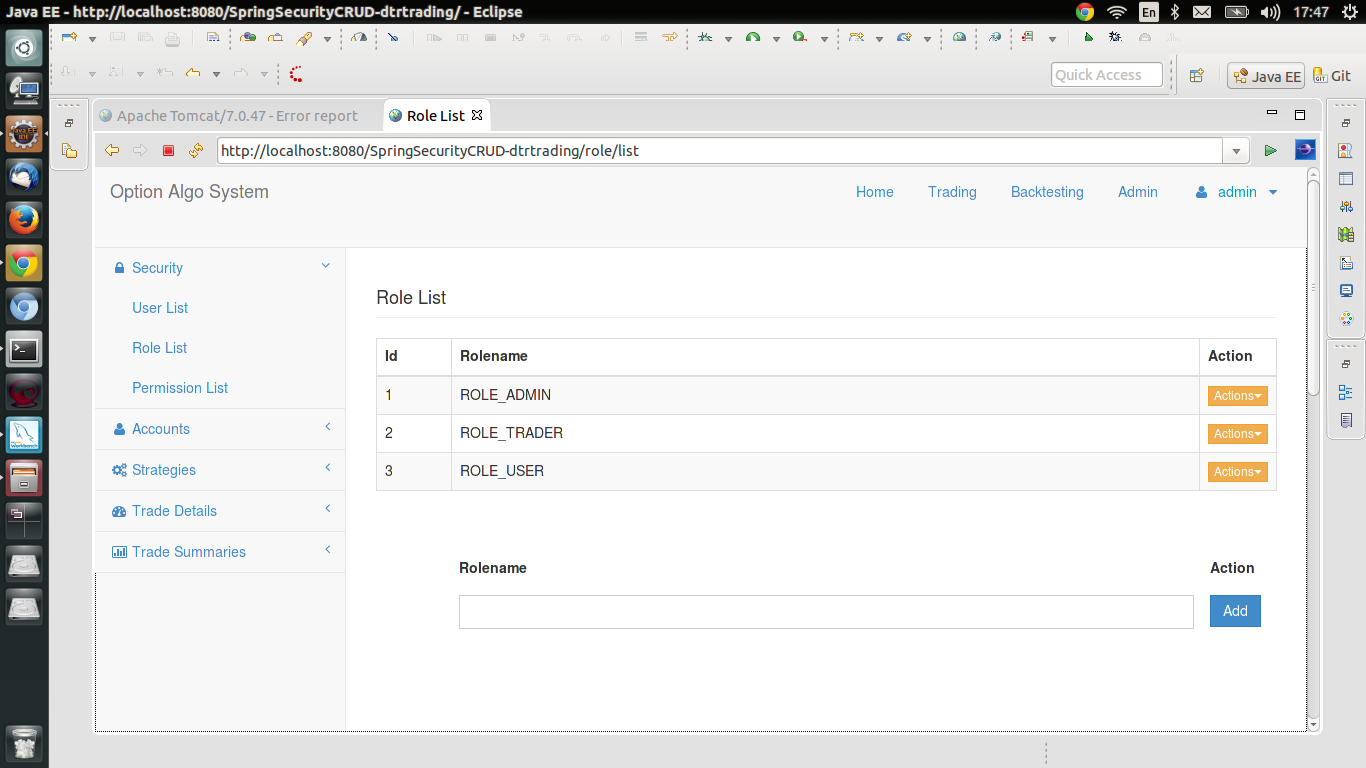 Java EE - http://localhost:8080/SpringSecurityCRUD-dtrtrading/ - Eclipse
En 17:47
Quick Access
Java EE
Git
Apache Tomcat/7.0.47 - Error report
Role List
http://localhost:8080/SpringSecurityCRUD-dtrtrading/role/list
Option Algo System
Home Trading Backtesting Admin admin
Security
User List
Role List
Permission List
Accounts
Strategies
Trade Details
Trade Summaries
Role List
Id Rolename Action
1 ROLE_ADMIN Actions
2 ROLE_TRADER Actions
3 ROLE_USER Actions
Rolename Action
Add